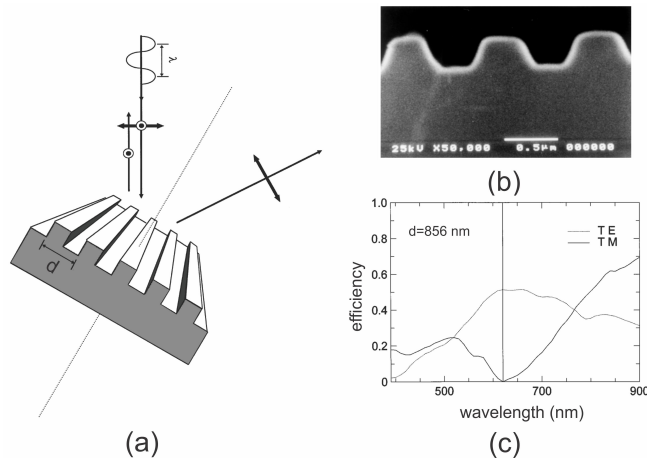 λ
d
(a)
25kV X50,000 0.5µm 000000
(b)
d=856 nm
TE
TM
efficiency
1.0
0.8
0.6
0.4
0.2
0
500
700
900
wavelength (nm)
(c)